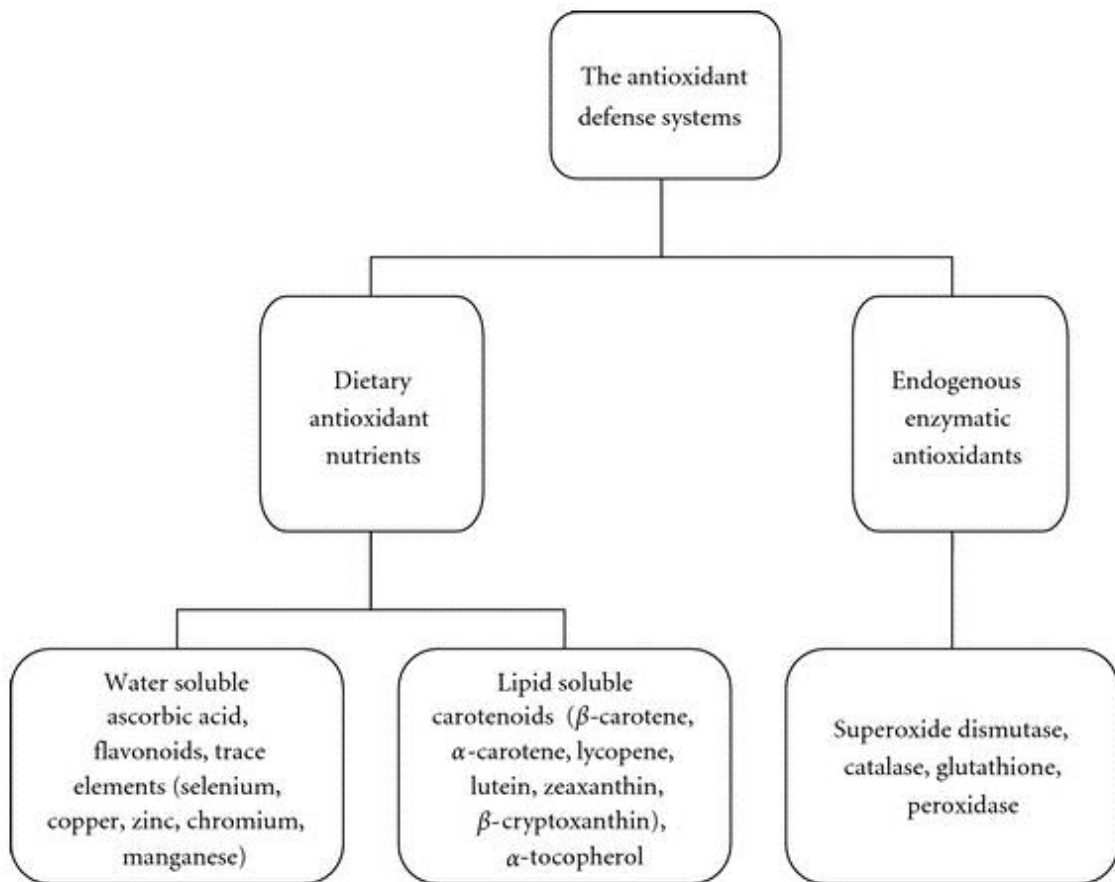 The antioxidant
defense systems
Dietary
antioxidant
nutrients
Endogenous
enzymatic
antioxidants
Water soluble
ascorbic acid,
flavonoids, trace
elements (selenium,
copper, zinc, chromium,
manganese)
Lipid soluble
carotenoids (β-carotene,
α-carotene, lycopene,
lutein, zeaxanthin,
β-cryptoxanthin),
α-tocopherol
Superoxide dismutase,
catalase, glutathione,
peroxidase